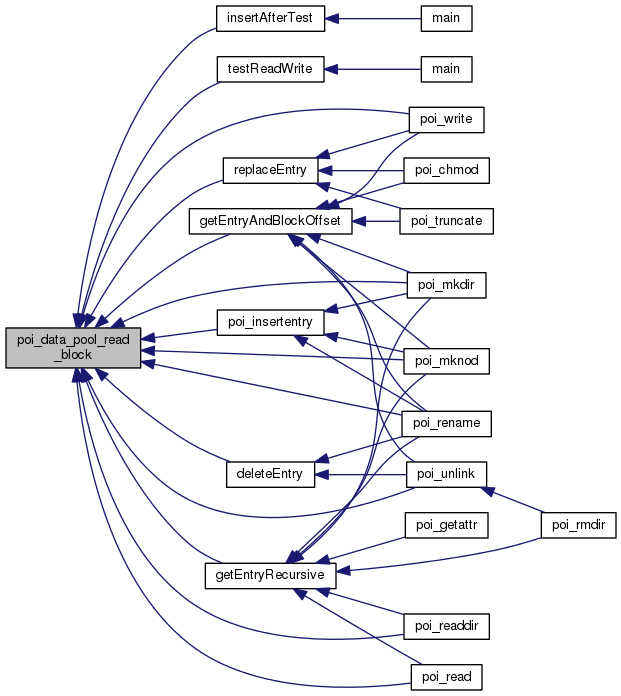 insertAfterTest
main
testReadWrite
main
poi_write
replaceEntry
poi_chmod
getEntryAndBlockOffset
poi_truncate
poi_mkdir
poi_insertentry
poi_data_pool_read
_block
poi_mknod
poi_rename
deleteEntry
poi_unlink
poi_getattr
poi_rmdir
getEntryRecursive
poi_readdir
poi_read